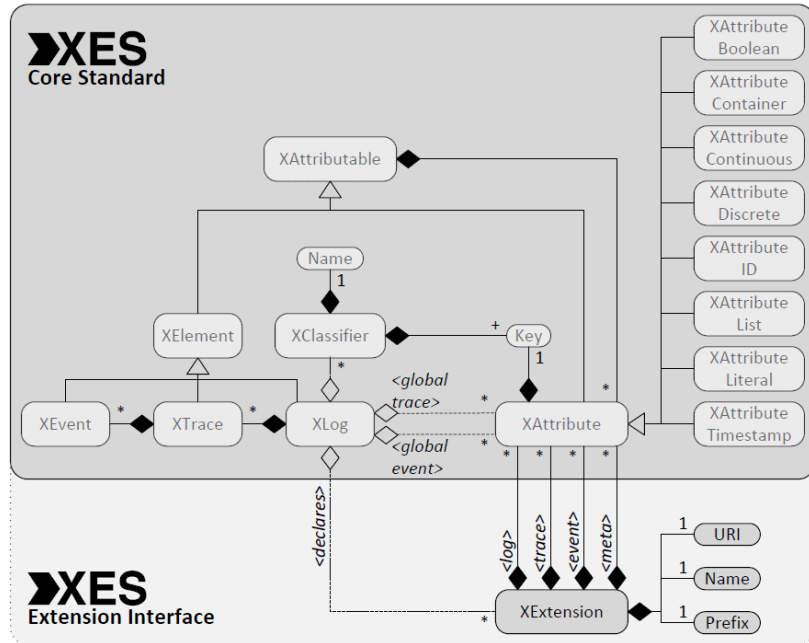 XES
Core Standard
XAttribute
Boolean
XAttribute
Container
XAttribute
Continuous
XAttribute
Discrete
XAttribute
ID
XAttribute
List
XAttribute
Literal
XAttribute
Timestamp
XAttributable
Name
1
XElement
XClassifier
+
Key
*
1
<global
trace>
*
*
XEvent
*
XTrace
*
XLog
XAttribute
<global
event>
*
*
*
*
*
<declares>
<log>
<trace>
<event>
<meta>
XES
Extension Interface
*
XExtension
1
URI
1
Name
1
Prefix